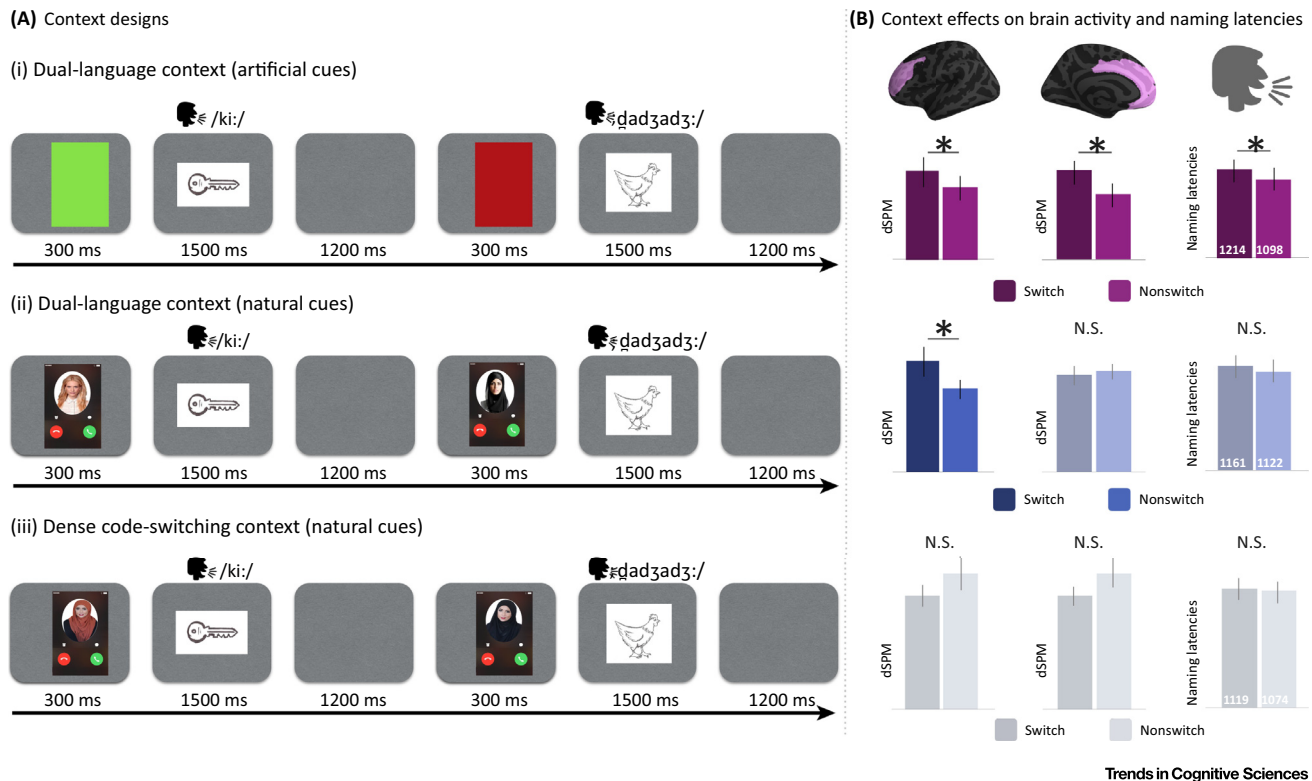 (A) Context designs
(i) Dual-language context (artificial cues)
/ki:/
d̪adʒadʒ:/
300 ms 1500 ms 1200 ms 300 ms 1500 ms 1200 ms
(ii) Dual-language context (natural cues)
/ki:/
d̪adʒadʒ:/
300 ms 1500 ms 1200 ms 300 ms 1500 ms 1200 ms
(iii) Dense code-switching context (natural cues)
/ki:/
d̪adʒadʒ:/
300 ms 1500 ms 1200 ms 300 ms 1500 ms 1200 ms
(B) Context effects on brain activity and naming latencies
* * *
dSPM
dSPM
Naming latencies
1214 1098
Switch Nonswitch
* N.S. N.S.
dSPM
dSPM
Naming latencies
1161 1122
Switch Nonswitch
N.S. N.S. N.S.
dSPM
dSPM
Naming latencies
1119 1074
Switch Nonswitch
Trends in Cognitive Sciences